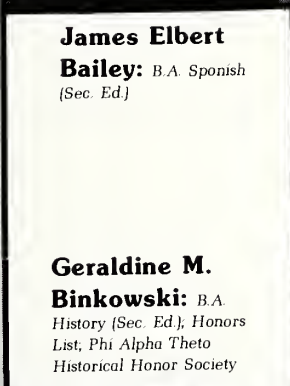 James Elbert
Bailey: B.A. Sponish
(Sec. Ed.)
Geraldine M.
Binkowski: B.A.
History (Sec. Ed.); Honors
List; Phi Alpha Theto
Historical Honor Society